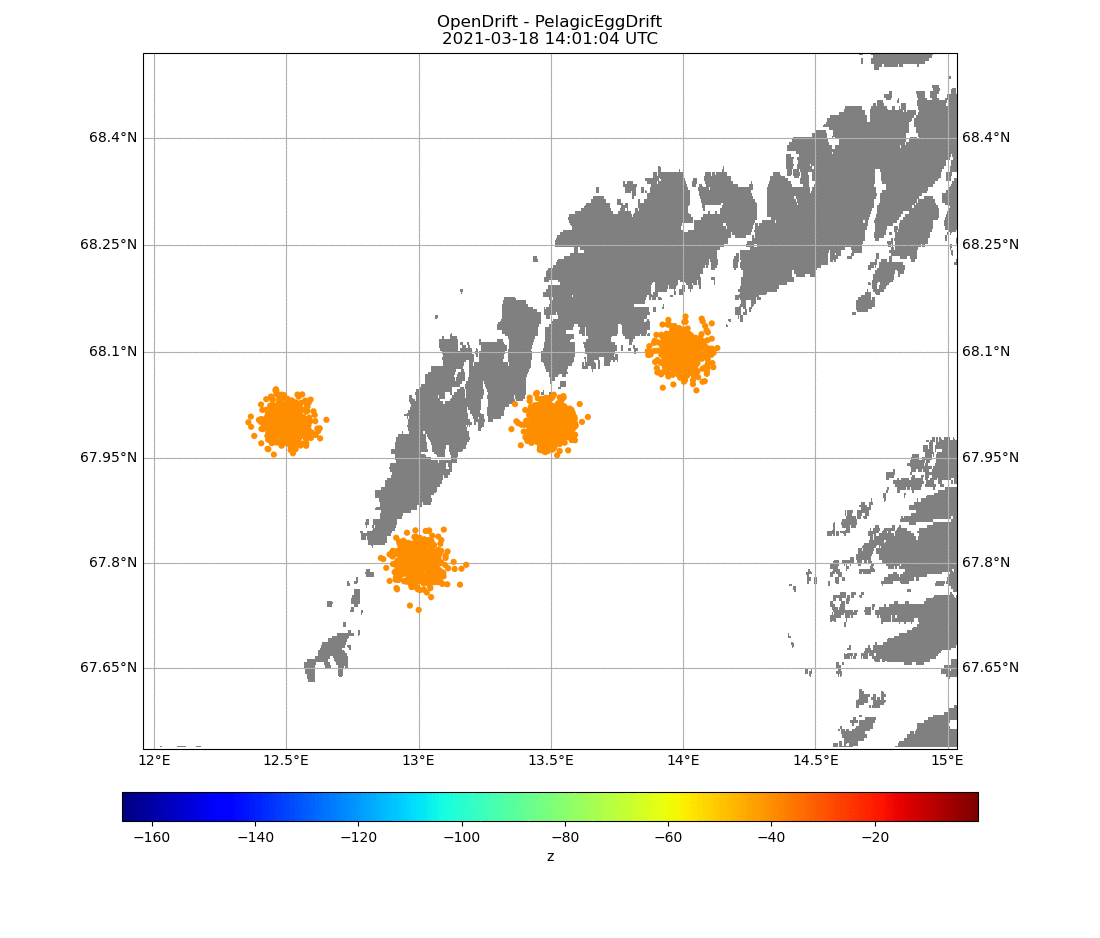 OpenDrift - PelagicEggDrift
2021-03-18 14:01:04 UTC
68.4°N 68.4°N
68.25°N 68.25°N
68.1°N 68.1°N
67.95°N 67.95°N
67.8°N 67.8°N
67.65°N 67.65°N
12°E 12.5°E 13°E 13.5°E 14°E 14.5°E 15°E
−160 −140 −120 −100 −80 −60 −40 −20
z